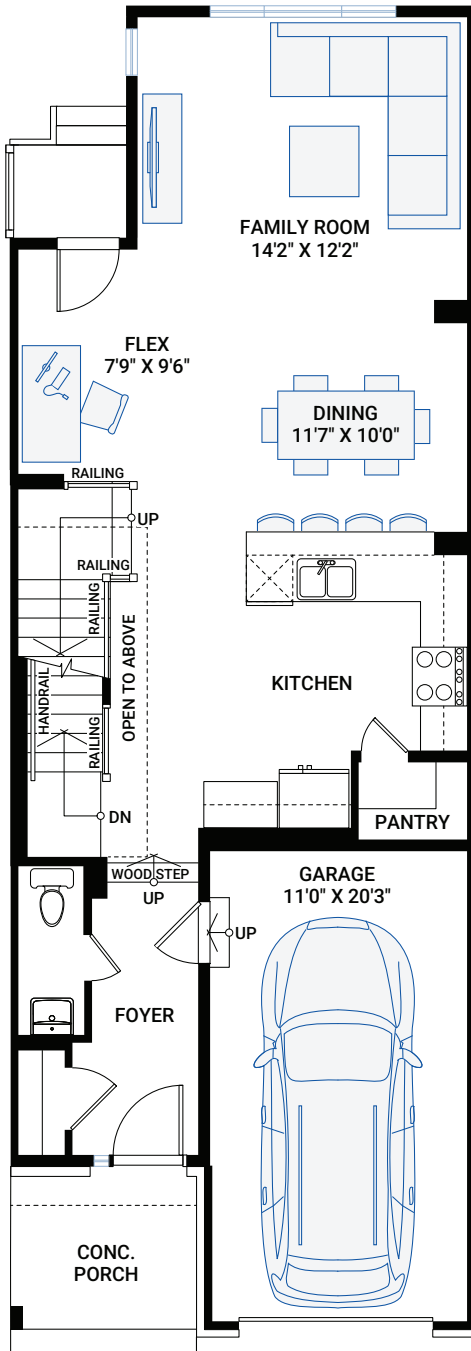 FAMILY ROOM
14'2" X 12'2"
FLEX
7'9" X 9'6"
DINING
11'7" X 10'0"
RAILING
UP
RAILING
RAILING
OPEN TO ABOVE
HANDRAIL
KITCHEN
RAILING
DN
PANTRY
WOOD STEP
UP
GARAGE
11'0" X 20'3"
UP
FOYER
CONC.
PORCH